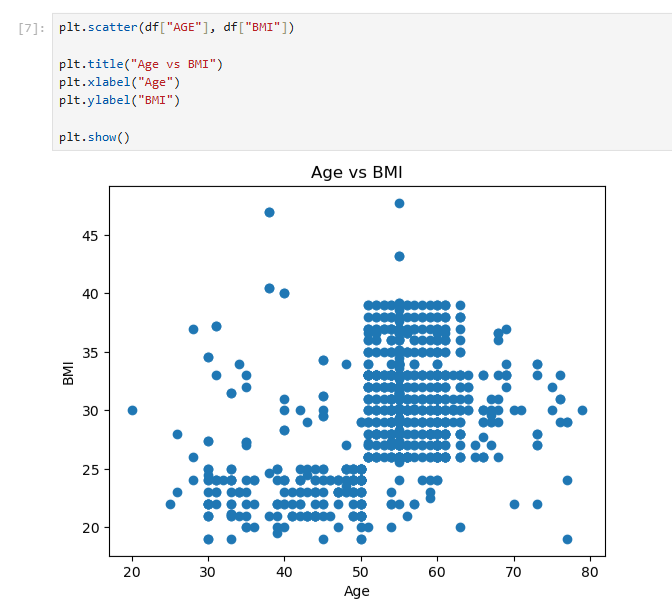 [7]: plt.scatter(df["AGE"], df["BMI"])
plt.title("Age vs BMI")
plt.xlabel("Age")
plt.ylabel("BMI")
plt.show()
Age vs BMI
45
40
35
30
25
20
BMI
20 30 40 50 60 70 80
Age